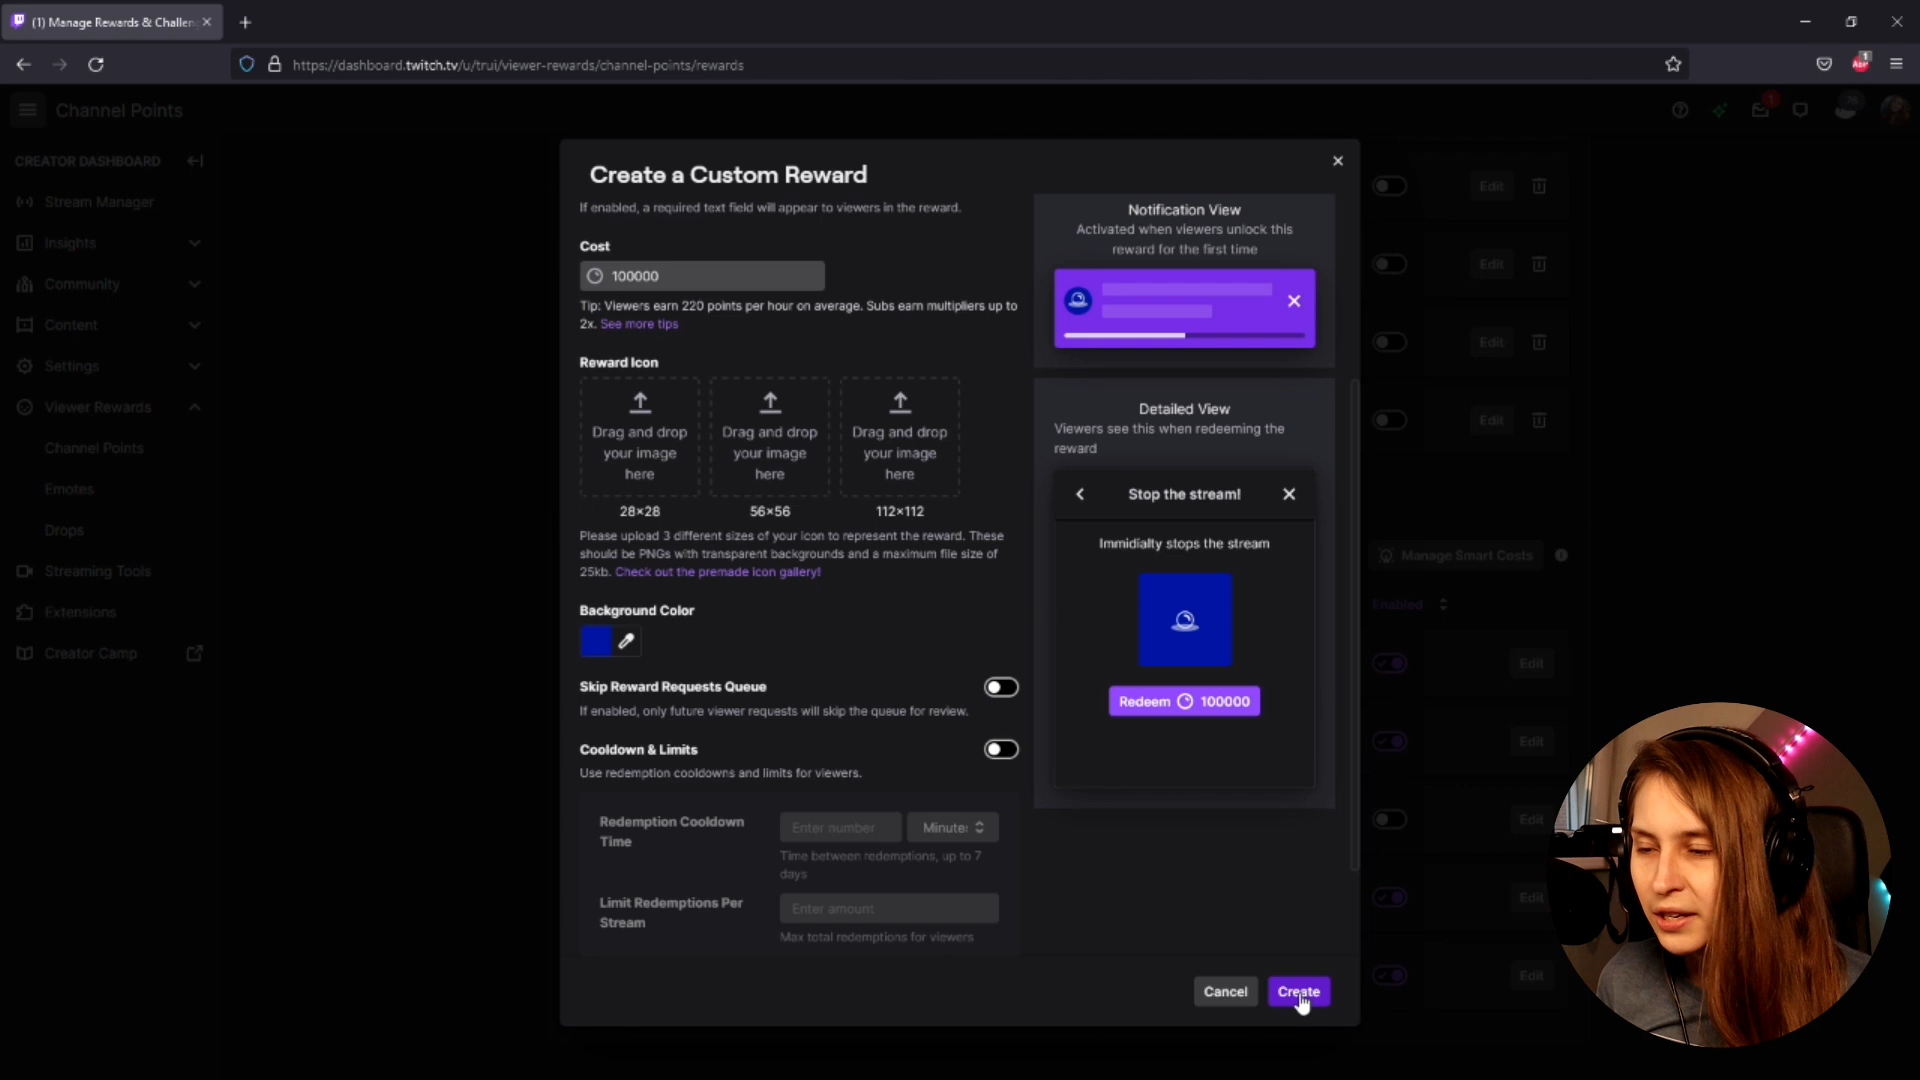 (1) Manage Rewards & Challen
https://dashboard.twitch.tv/u/trui/viewer-rewards/channel-points/rewards
Channel Points
CREATOR DASHBOARD
Stream Manager
Insights
Community
Content
Settings
Viewer Rewards
Channel Points
Emotes
Drops
Streaming Tools
Extensions
Creator Camp
Create a Custom Reward
If enabled, a required text field will appear to viewers in the reward.
Cost
100000
Tip: Viewers earn 220 points per hour on average. Subs earn multipliers up to
2x. See more tips
Reward Icon
Drag and drop
your image
here
Drag and drop
your image
here
Drag and drop
your image
here
28×28
56×56
112×112
Please upload 3 different sizes of your icon to represent the reward. These
should be PNGs with transparent backgrounds and a maximum file size of
25kb. Check out the premade icon gallery!
Background Color
Skip Reward Requests Queue
If enabled, only future viewer requests will skip the queue for review.
Cooldown & Limits
Use redemption cooldowns and limits for viewers.
Redemption Cooldown
Time
Enter number
Minute
Time between redemptions, up to 7
days
Limit Redemptions Per
Stream
Enter amount
Max total redemptions for viewers
Notification View
Activated when viewers unlock this
reward for the first time
Detailed View
Viewers see this when redeeming the
reward
Stop the stream!
Immidialty stops the stream
Redeem 100000
Cancel
Create
Edit
Edit
Edit
Edit
Manage Smart Costs
Enabled
Edit
Edit
Edit
Edit
Edit